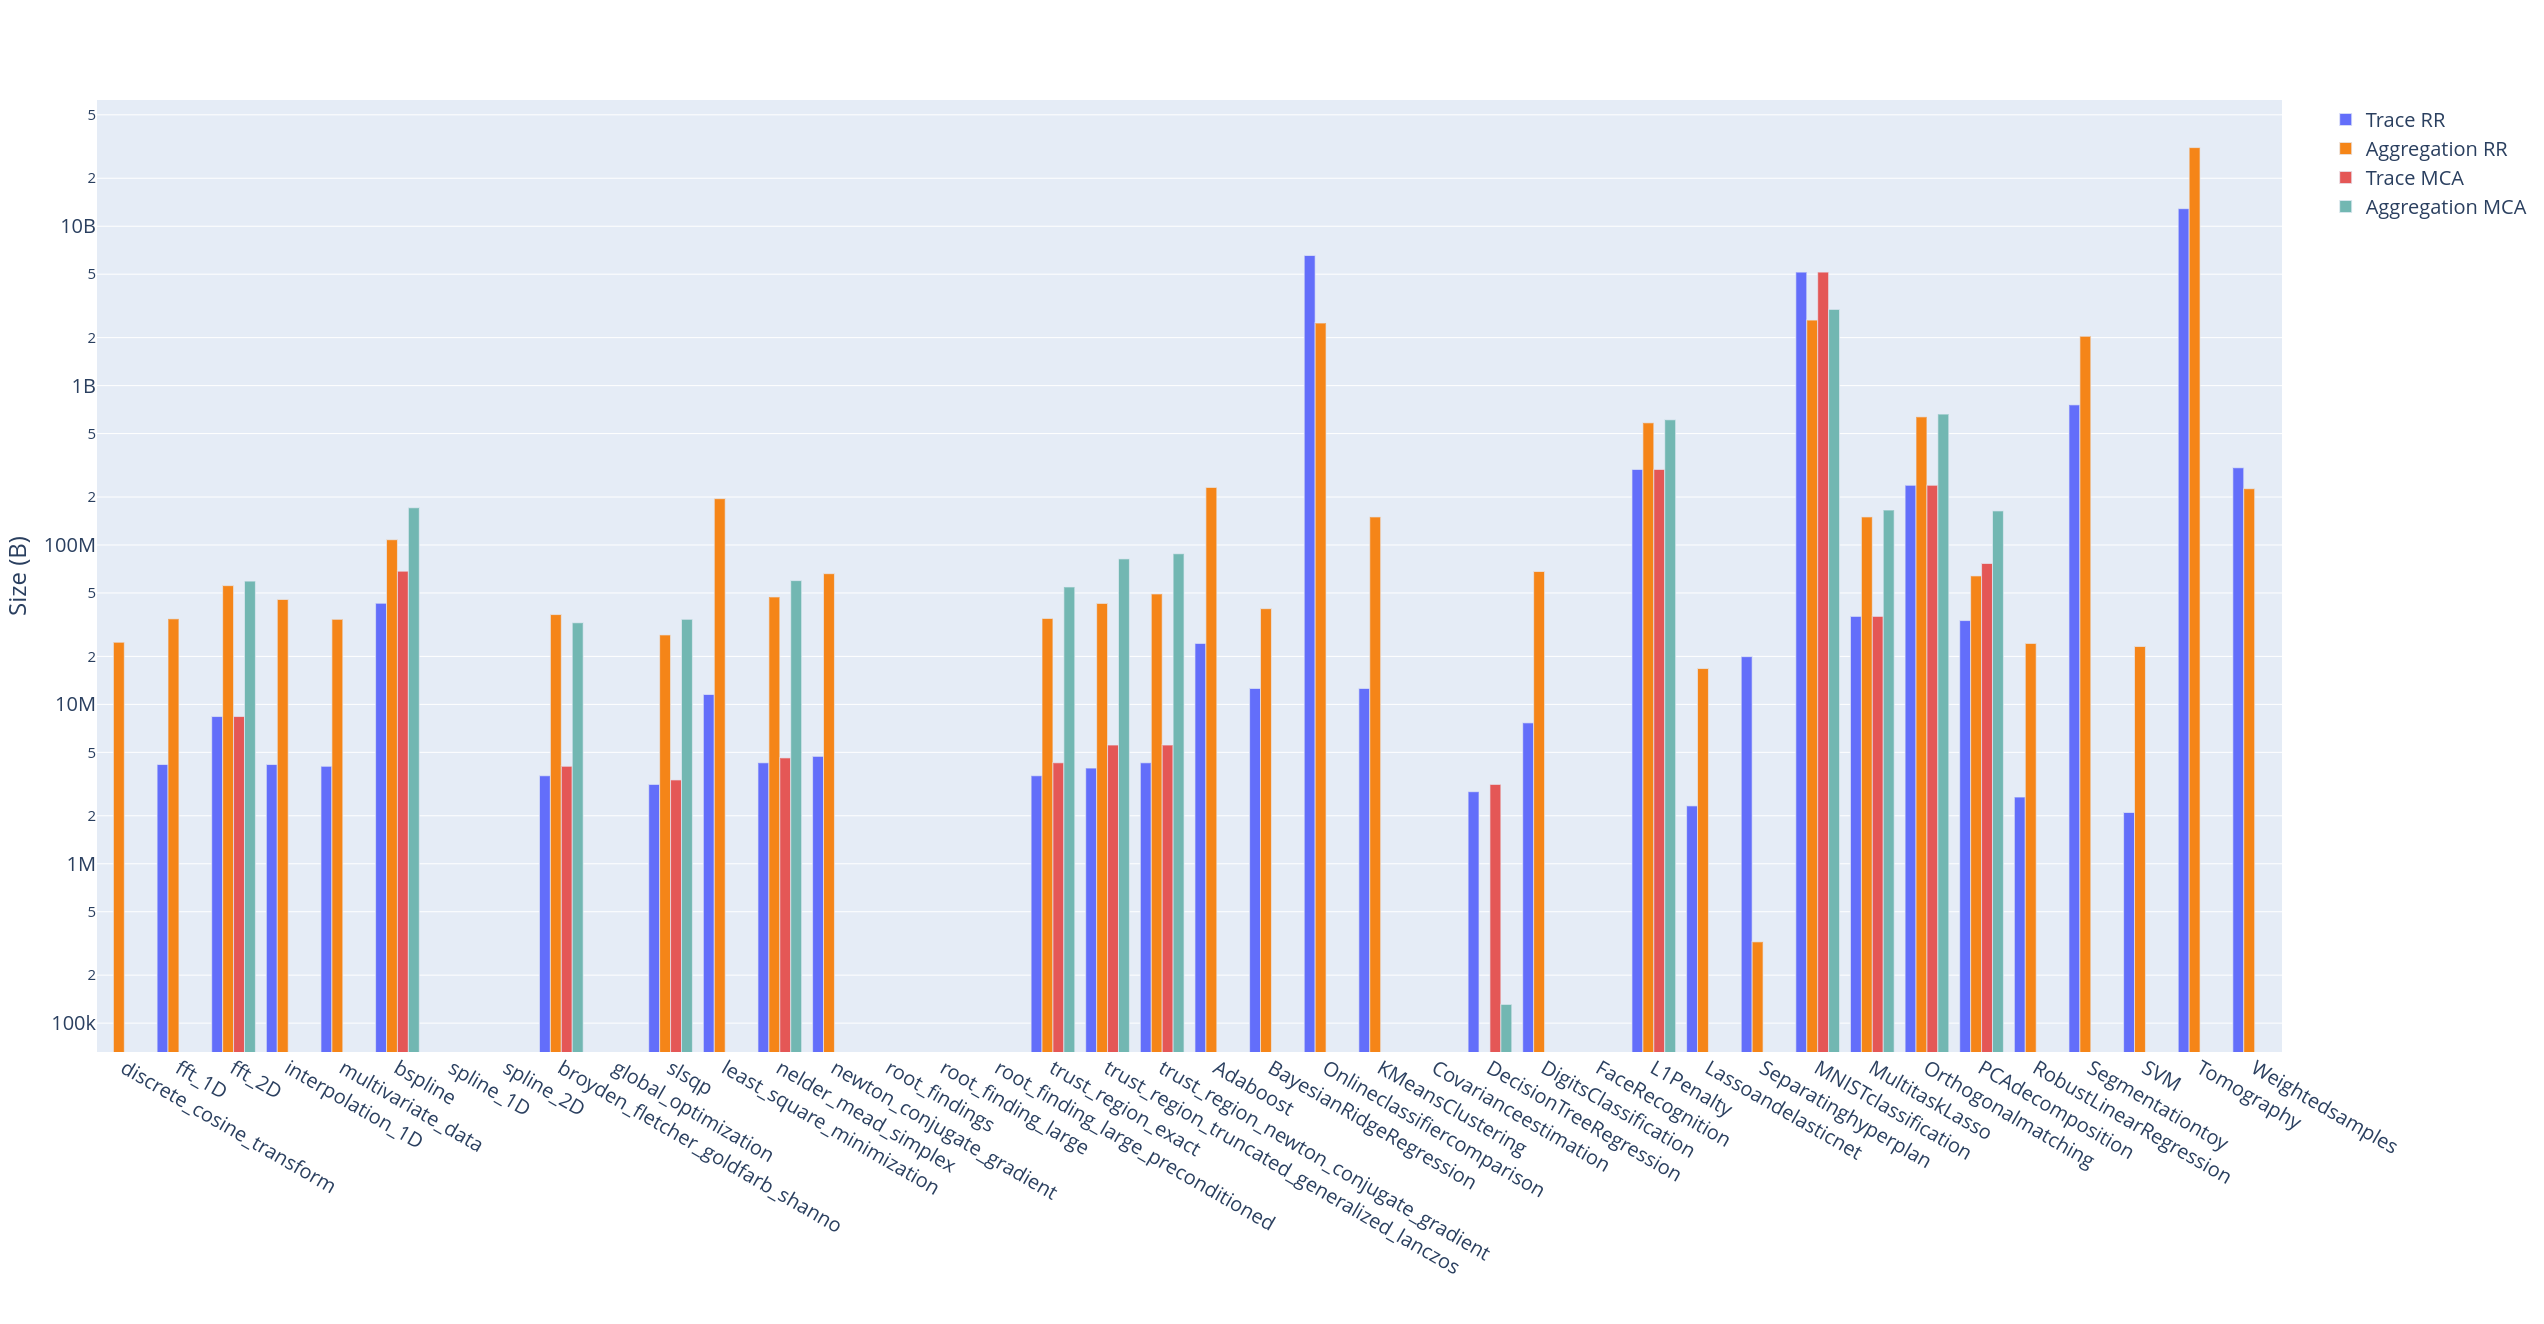 5
2
10B
5
2
1B
5
2
100M
5
2
10M
5
2
1M
5
2
100k
Size (B)
discrete_cosine_transform
fft_1D
fft_2D
interpolation_1D
multivariate_data
bspline
spline_1D
spline_2D
broyden_fletcher_goldfarb_shanno
global_optimization
slsqp
least_square_minimization
nelder_mead_simplex
newton_conjugate_gradient
root_findings
root_finding_large
root_finding_large_preconditioned
trust_region_exact
trust_region_truncated_generalized_lanczos
trust_region_newton_conjugate_gradient
Adaboost
BayesianRidgeRegression
Onlineclassifiercomparison
KMeansClustering
Covarianceestimation
DecisionTreeRegression
DigitsClassification
FaceRecognition
L1Penalty
Lassoandelasticnet
Separatinghyperplan
MNISTclassification
MultitaskLasso
Orthogonalmatching
PCAdecomposition
RobustLinearRegression
Segmentationtoy
SVM
Tomography
Weightedsamples
Trace RR
Aggregation RR
Trace MCA
Aggregation MCA